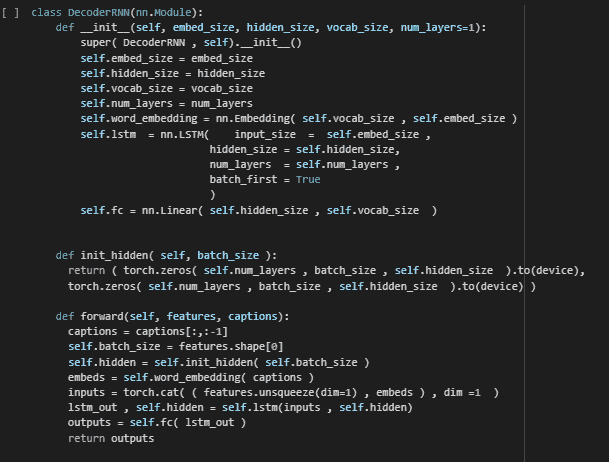 [ ] class DecoderRNN(nn.Module):
    def __init__(self, embed_size, hidden_size, vocab_size, num_layers=1):
        super( DecoderRNN , self).__init__()
        self.embed_size = embed_size
        self.hidden_size = hidden_size
        self.vocab_size = vocab_size
        self.num_layers = num_layers
        self.word_embedding = nn.Embedding( self.vocab_size , self.embed_size )
        self.lstm  = nn.LSTM(    input_size  =  self.embed_size ,
                             hidden_size = self.hidden_size,
                             num_layers  = self.num_layers ,
                             batch_first = True
                             )
        self.fc = nn.Linear( self.hidden_size , self.vocab_size  )
    def init_hidden( self, batch_size ):
      return ( torch.zeros( self.num_layers , batch_size , self.hidden_size  ).to(device),
      torch.zeros( self.num_layers , batch_size , self.hidden_size  ).to(device) )
    def forward(self, features, captions):
      captions = captions[:,:-1]
      self.batch_size = features.shape[0]
      self.hidden = self.init_hidden( self.batch_size )
      embeds = self.word_embedding( captions )
      inputs = torch.cat( ( features.unsqueeze(dim=1) , embeds ) , dim =1  )
      lstm_out , self.hidden = self.lstm(inputs , self.hidden)
      outputs = self.fc( lstm_out )
      return outputs